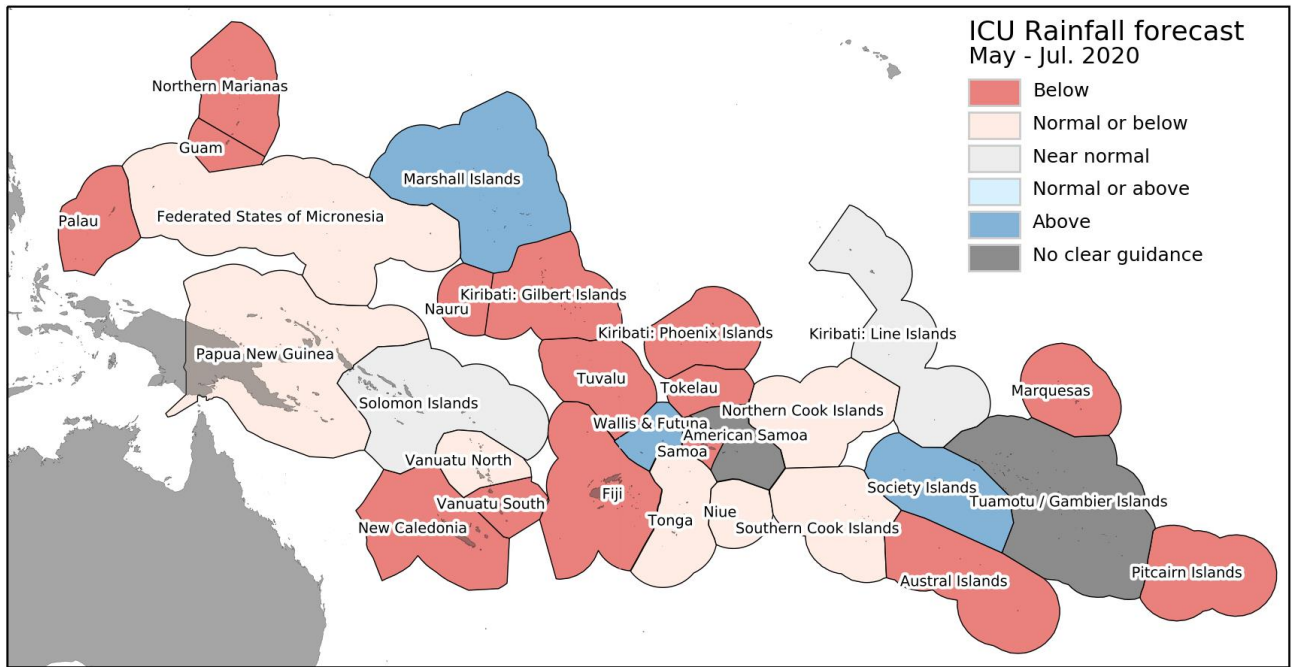 ICU Rainfall forecast
May - Jul. 2020
Below
Normal or below
Near normal
Normal or above
Above
No clear guidance
Northern Marianas
Guam
Marshall Islands
Palau
Federated States of Micronesia
Nauru
Kiribati: Gilbert Islands
Kiribati: Phoenix Islands
Kiribati: Line Islands
Papua New Guinea
Tuvalu
Tokelau
Marquesas
Solomon Islands
Northern Cook Islands
Wallis & Futuna
American Samoa
Samoa
Vanuatu North
Society Islands
Fiji
Vanuatu South
Tuamotu / Gambier Islands
New Caledonia
Tonga
Niue
Southern Cook Islands
Austral Islands
Pitcairn Islands